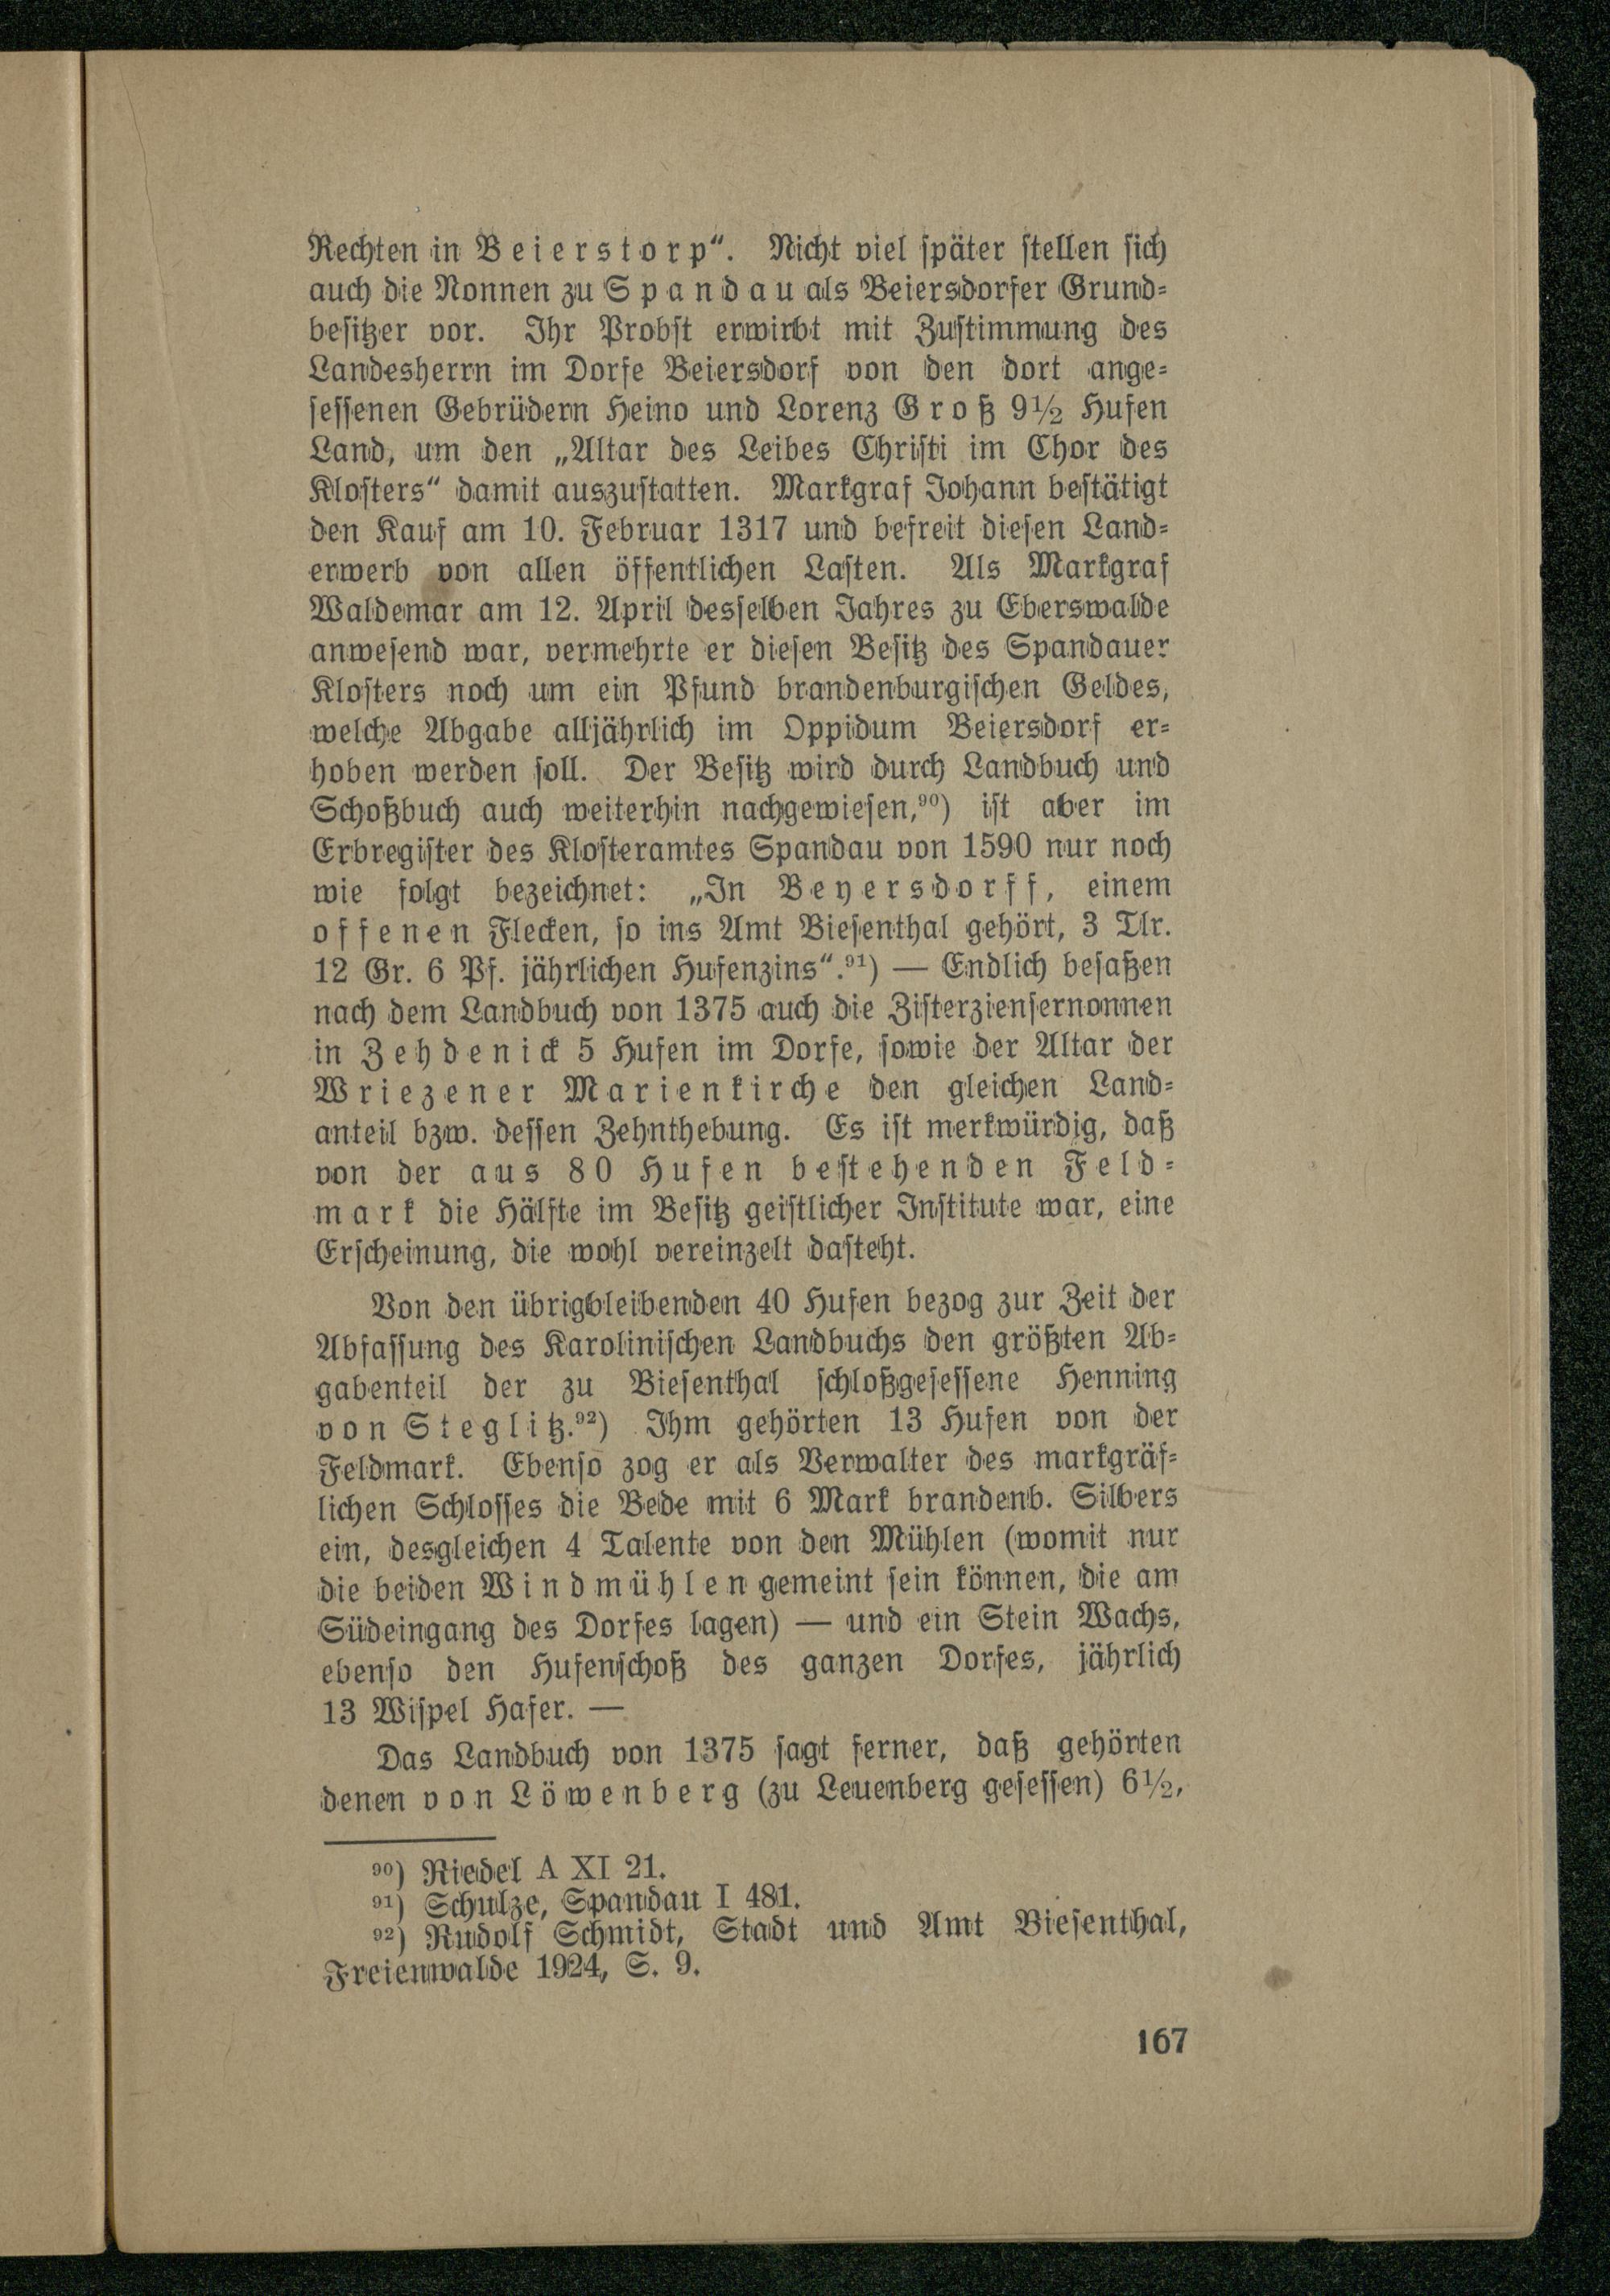 Rechten in Beierstorp“. Nicht viel später stellen sich
auch die Nonnen zu Spandau als Beiersdorfer Grund-
besitzer vor. Ihr Probst erwirbt mit Zustimmung des
Landesherrn im Dorfe Beiersdorf von den dort ange-
sessenen Gebrüdern Heino und Lorenz Groß 9½ Hufen
Land, um den „Altar des Leibes Christi im Chor des
Klosters“ damit auszustatten. Markgraf Johann bestätigt
den Kauf am 10. Februar 1317 und befreit diesen Land-
erwerb von allen öffentlichen Lasten. Als Markgraf
Waldemar am 12. April desselben Jahres zu Eberswalde
anwesend war, vermehrte er diesen Besitz des Spandauer
Klosters noch um ein Pfund brandenburgischen Geldes,
welche Abgabe alljährlich im Oppidum Beiersdorf er-
hoben werden soll. Der Besitz wird durch Landbuch und
Schoßbuch auch weiterhin nachgewiesen,⁹⁰) ist aber im
Erbregister des Klosteramtes Spandau von 1590 nur noch
wie folgt bezeichnet: „In Beyersdorff, einem
offenen Flecken, so ins Amt Biesenthal gehört, 3 Tlr.
12 Gr. 6 Pf. jährlichen Hufenzins“.⁹¹) — Endlich besaßen
nach dem Landbuch von 1375 auch die Zisterziensernonnen
in Zehdenick 5 Hufen im Dorfe, sowie der Altar der
Wriezener Marienkirche den gleichen Land-
anteil bzw. dessen Zehnthebung. Es ist merkwürdig, daß
von der aus 80 Hufen bestehenden Feld-
mark die Hälfte im Besitz geistlicher Institute war, eine
Erscheinung, die wohl vereinzelt dasteht.
Von den übrigbleibenden 40 Hufen bezog zur Zeit der
Abfassung des Karolinischen Landbuchs den größten Ab-
gabenteil der zu Biesenthal schloßgesessene Henning
von Steglitz.⁹²) Ihm gehörten 13 Hufen von der
Feldmark. Ebenso zog er als Verwalter des markgräf-
lichen Schlosses die Bede mit 6 Mark brandenb. Silbers
ein, desgleichen 4 Talente von den Mühlen (womit nur
die beiden Windmühlen gemeint sein können, die am
Südeingang des Dorfes lagen) — und ein Stein Wachs,
ebenso den Hufenschoß des ganzen Dorfes, jährlich
13 Wispel Hafer. —
Das Landbuch von 1375 sagt ferner, daß gehörten
denen von Löwenberg (zu Leuenberg gesessen) 6½,
⁹⁰) Riedel A XI 21.
⁹¹) Schulze, Spandau I 481.
⁹²) Rudolf Schmidt, Stadt und Amt Biesenthal,
Freienwalde 1924, S. 9.
167